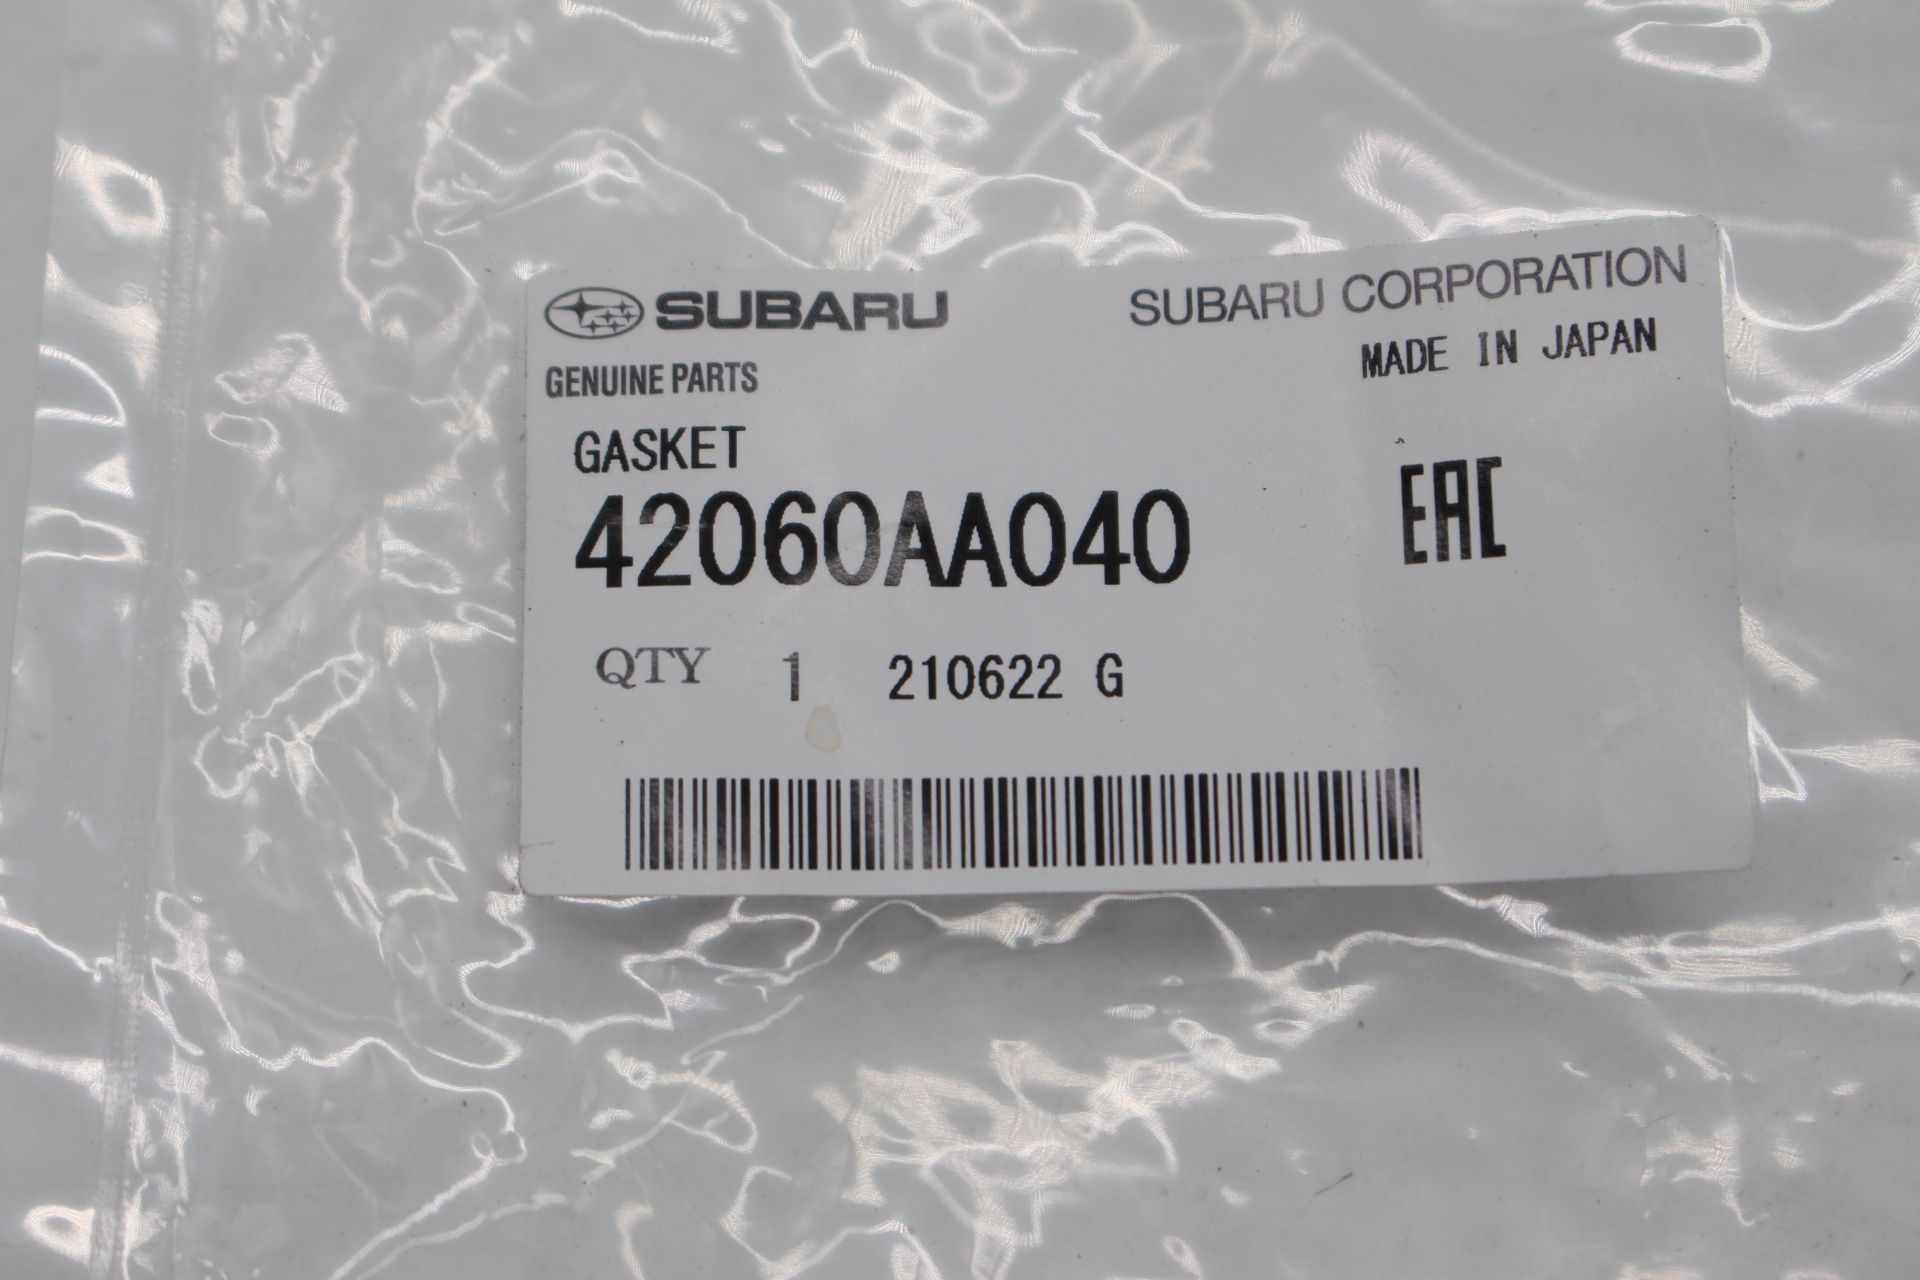 SUBARU
SUBARU CORPORATION
GENUINE PARTS
MADE IN JAPAN
GASKET
42060AA040
EAC
QTY 1 210622 G